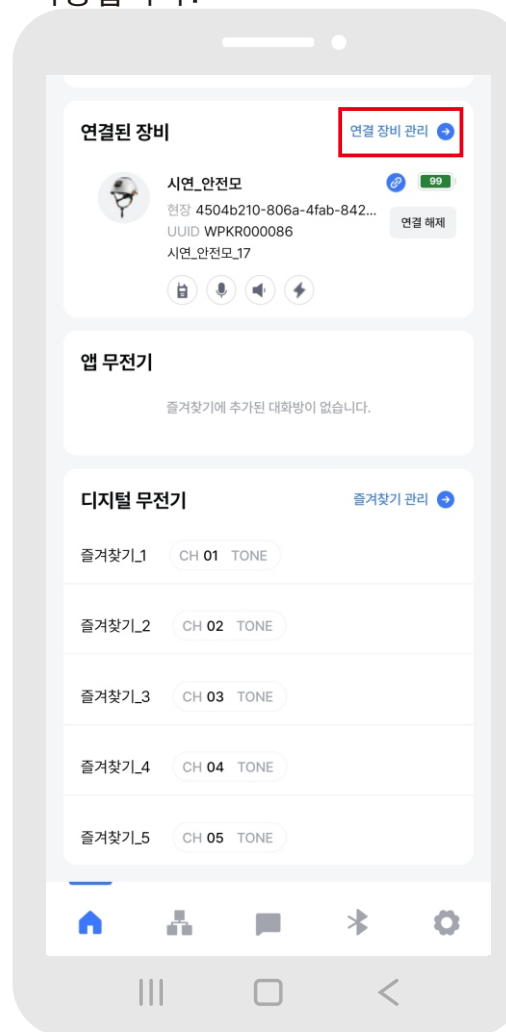 연결된 장비
연결 장비 관리
시연_안전모
99
현장 4504b210-806a-4fab-842...
연결 해제
UUID WPKR000086
시연_안전모_17
앱 무전기
즐겨찾기에 추가된 대화방이 없습니다.
디지털 무전기
즐겨찾기 관리
즐겨찾기_1 CH 01 TONE
즐겨찾기_2 CH 02 TONE
즐겨찾기_3 CH 03 TONE
즐겨찾기_4 CH 04 TONE
즐겨찾기_5 CH 05 TONE